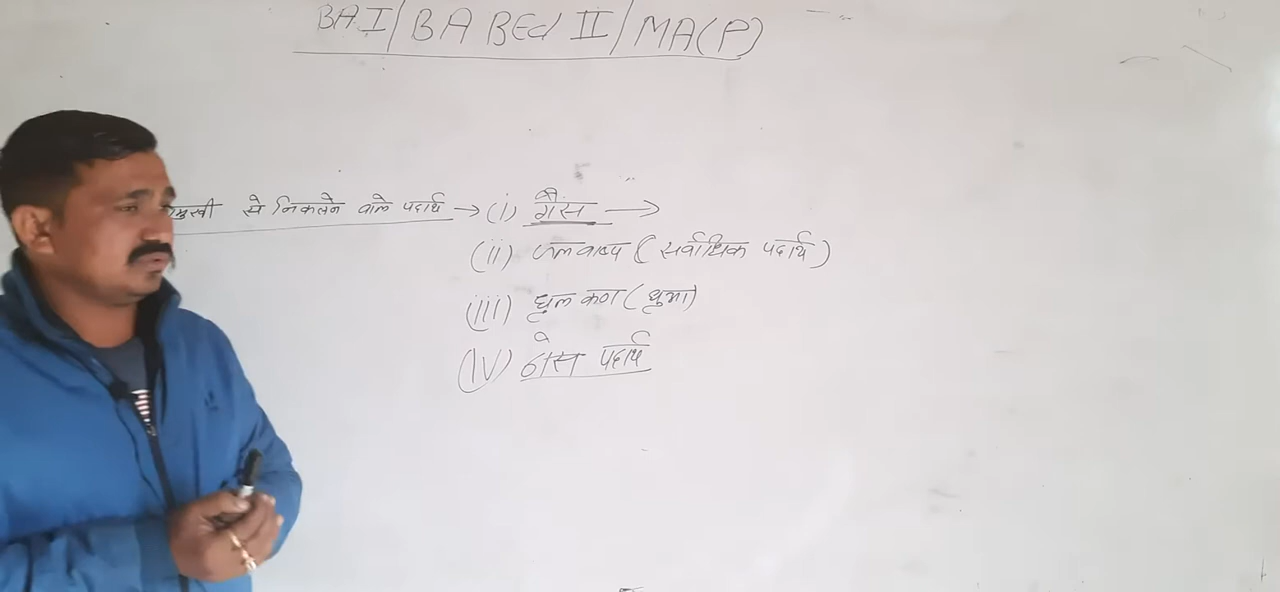 BA.I/BA BEd II/MA(P)
मुखी से निकलने वाले पदार्थ → (i) गैसे →
(ii) जलवाष्प (सर्वाधिक पदार्थ)
(iii) धुल कण (धुआ)
(IV) ठोस पदार्थ